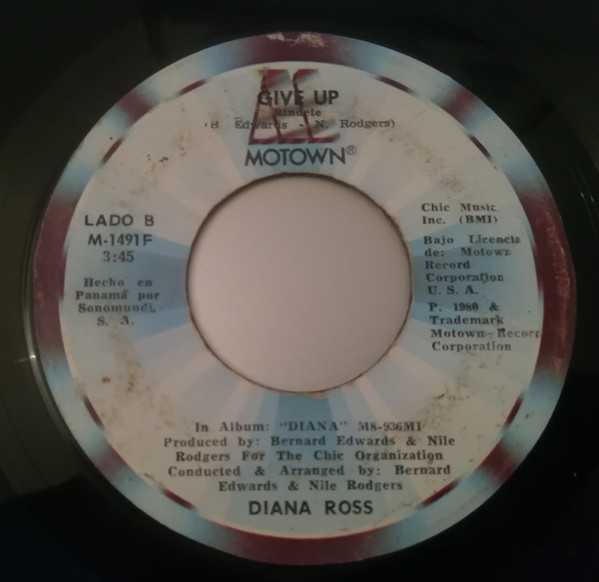 GIVE UP
Rindete
(B Edwards - N. Rodgers)
MOTOWN®
LADO B
M-1491F
3:45
Hecho en
Panamá por
Sonomundi,
S. A.
Chic Music
Inc. (BMI)
Bajo Licencia
de: Motown
Record
Corporation
U. S. A.
P. 1980 &
Trademark
Motown Record
Corporation
In Album: "DIANA" M8-936M1
Produced by: Bernard Edwards & Nile
Rodgers For The Chic Organization
Conducted & Arranged by: Bernard
Edwards & Nile Rodgers
DIANA ROSS